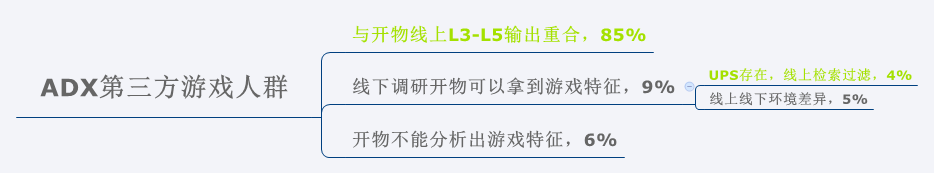 与开物线上L3-L5输出重合，85%
ADX第三方游戏人群
线下调研开物可以拿到游戏特征，9%
UPS存在，线上检索过滤，4%
线上线下环境差异，5%
开物不能分析出游戏特征，6%